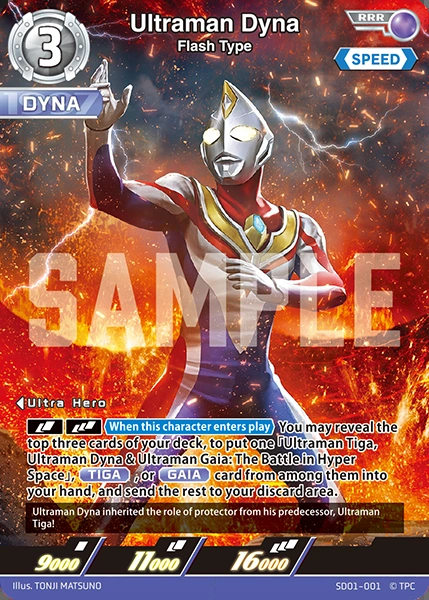 3
Ultraman Dyna
Flash Type
RRR
SPEED
DYNA
SAMPLE
Ultra Hero
When this character enters play You may reveal the
top three cards of your deck, to put one「Ultraman Tiga,
Ultraman Dyna & Ultraman Gaia: The Battle in Hyper
Space」, TIGA , or GAIA card from among them into
your hand, and send the rest to your discard area.
Ultraman Dyna inherited the role of protector from his predecessor, Ultraman
Tiga!
9000 11000 16000
Illus. TONJI MATSUNO SD01-001 © TPC